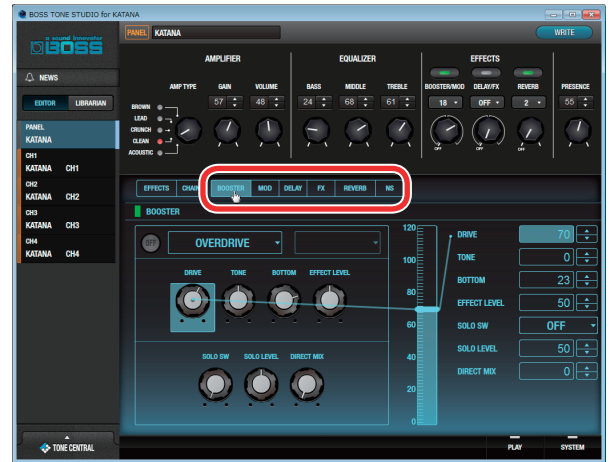 BOSS TONE STUDIO for KATANA
a sound innovator
BOSS
NEWS
EDITOR LIBRARIAN
PANEL
KATANA
CH1
KATANA CH1
CH2
KATANA CH2
CH3
KATANA CH3
CH4
KATANA CH4
TONE CENTRAL
PANEL KATANA
WRITE
AMPLIFIER EQUALIZER EFFECTS
AMP TYPE GAIN VOLUME BASS MIDDLE TREBLE BOOSTER/MOD DELAY/FX REVERB PRESENCE
57 48 24 68 61 18 OFF 2 55
BROWN
LEAD
CRUNCH
CLEAN
ACOUSTIC
OFF OFF OFF
EFFECTS CHAIN BOOSTER MOD DELAY FX REVERB NS
BOOSTER
OFF OVERDRIVE
DRIVE TONE BOTTOM EFFECT LEVEL
SOLO SW SOLO LEVEL DIRECT MIX
120
100
80
60
40
20
0
DRIVE 70
TONE 0
BOTTOM 23
EFFECT LEVEL 50
SOLO SW OFF
SOLO LEVEL 50
DIRECT MIX 0
PLAY SYSTEM